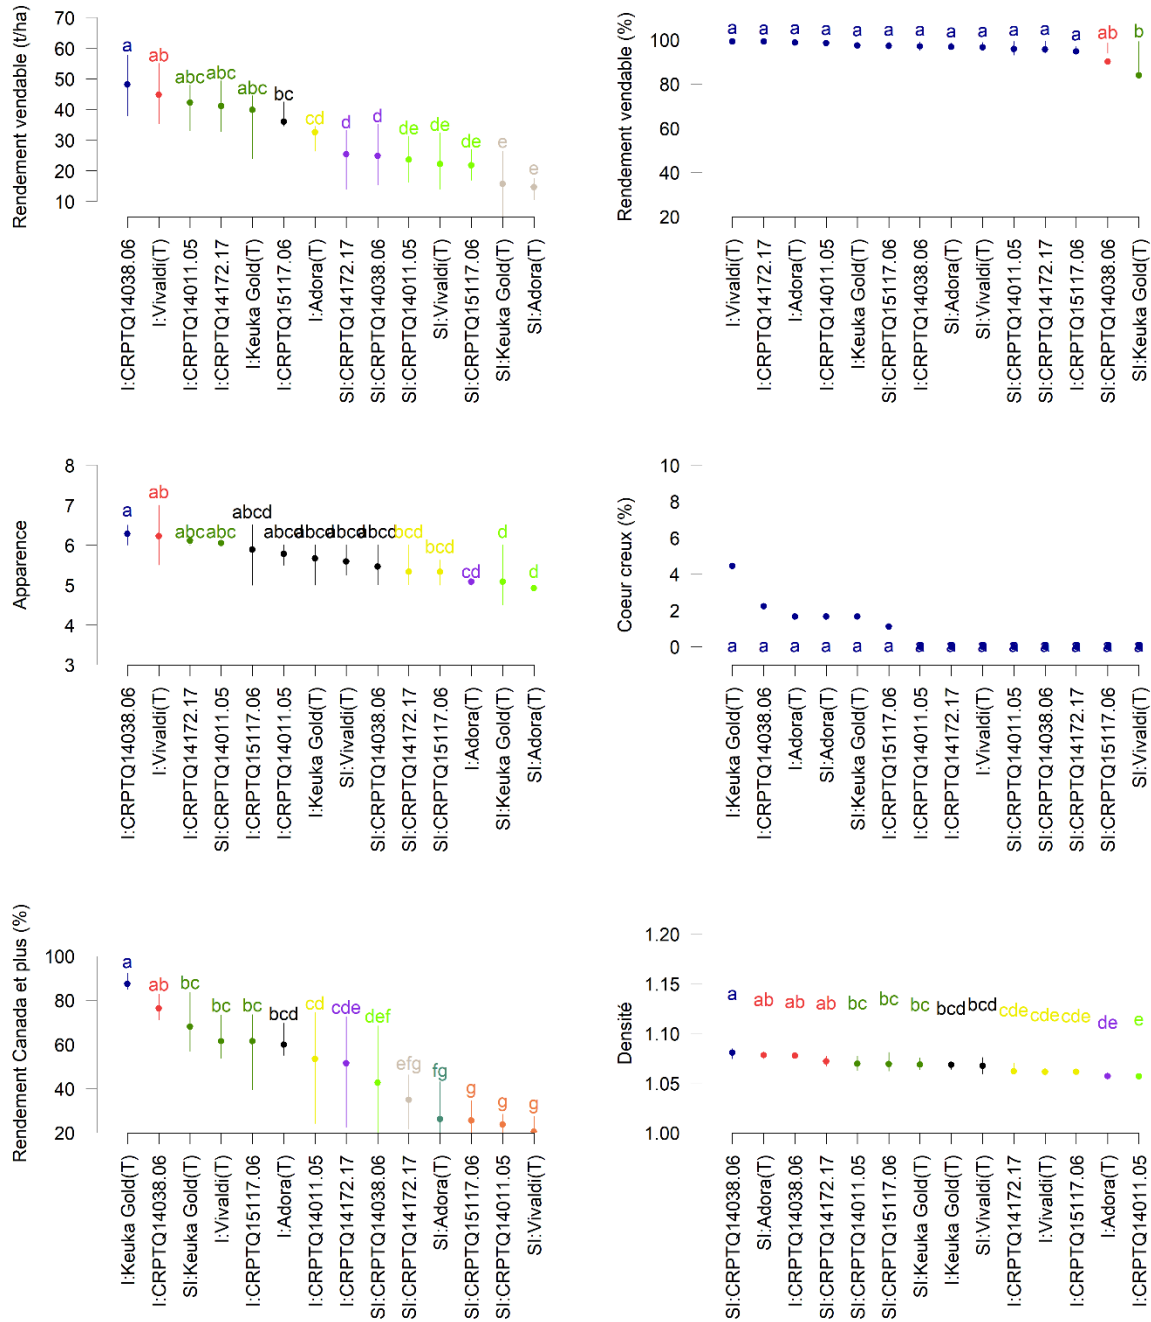 Rendement vendable (t/ha)
70
60
50
40
30
20
10
a
ab
abc
abc
abc
bc
cd
d
d
de
de
de
e
e
I:CRPTQ14038.06
I:Vivaldi(T)
I:CRPTQ14011.05
I:CRPTQ14172.17
I:Keuka Gold(T)
I:CRPTQ15117.06
I:Adora(T)
SI:CRPTQ14172.17
SI:CRPTQ14038.06
SI:CRPTQ14011.05
SI:Vivaldi(T)
SI:CRPTQ15117.06
SI:Keuka Gold(T)
SI:Adora(T)
Rendement vendable (%)
100
80
60
40
20
a
a
a
a
a
a
a
a
a
a
a
a
ab
b
I:Vivaldi(T)
I:CRPTQ14172.17
I:Adora(T)
I:CRPTQ14011.05
I:Keuka Gold(T)
SI:CRPTQ15117.06
I:CRPTQ14038.06
SI:Adora(T)
SI:Vivaldi(T)
SI:CRPTQ14011.05
SI:CRPTQ14172.17
I:CRPTQ15117.06
SI:CRPTQ14038.06
SI:Keuka Gold(T)
Apparence
8
7
6
5
4
3
a
ab
abc
abc
abcd
abcd
abcd
abcd
abcd
bcd
bcd
cd
d
d
I:CRPTQ14038.06
I:Vivaldi(T)
I:CRPTQ14172.17
SI:CRPTQ14011.05
I:CRPTQ15117.06
I:CRPTQ14011.05
I:Keuka Gold(T)
SI:Vivaldi(T)
SI:CRPTQ14038.06
SI:CRPTQ14172.17
SI:CRPTQ15117.06
I:Adora(T)
SI:Keuka Gold(T)
SI:Adora(T)
Coeur creux (%)
10
8
6
4
2
0
a
a
a
a
a
a
a
a
a
a
a
a
a
a
I:Keuka Gold(T)
I:CRPTQ14038.06
I:Adora(T)
SI:Adora(T)
SI:Keuka Gold(T)
I:CRPTQ15117.06
I:CRPTQ14011.05
I:CRPTQ14172.17
I:Vivaldi(T)
SI:CRPTQ14011.05
SI:CRPTQ14038.06
SI:CRPTQ14172.17
SI:CRPTQ15117.06
SI:Vivaldi(T)
Rendement Canada et plus (%)
100
80
60
40
20
a
ab
bc
bc
bc
bcd
cd
cde
def
efg
fg
g
g
g
I:Keuka Gold(T)
I:CRPTQ14038.06
SI:Keuka Gold(T)
I:Vivaldi(T)
I:CRPTQ15117.06
I:Adora(T)
I:CRPTQ14011.05
I:CRPTQ14172.17
SI:CRPTQ14038.06
SI:CRPTQ14172.17
SI:Adora(T)
SI:CRPTQ15117.06
SI:CRPTQ14011.05
SI:Vivaldi(T)
Densité
1.20
1.15
1.10
1.05
1.00
a
ab
ab
ab
bc
bc
bc
bcd
bcd
cde
cde
cde
de
e
SI:CRPTQ14038.06
SI:Adora(T)
I:CRPTQ14038.06
SI:CRPTQ14172.17
SI:CRPTQ14011.05
SI:CRPTQ15117.06
SI:Keuka Gold(T)
I:Keuka Gold(T)
SI:Vivaldi(T)
I:CRPTQ14172.17
I:Vivaldi(T)
I:CRPTQ15117.06
I:Adora(T)
I:CRPTQ14011.05